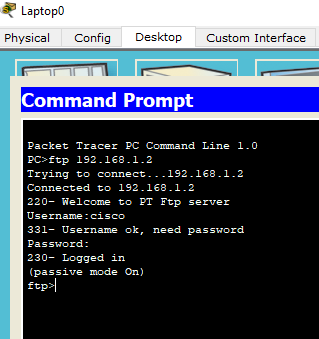 Laptop0
Physical Config Desktop Custom Interface
Command Prompt
Packet Tracer PC Command Line 1.0
PC>ftp 192.168.1.2
Trying to connect...192.168.1.2
Connected to 192.168.1.2
220- Welcome to PT Ftp server
Username:cisco
331- Username ok, need password
Password:
230- Logged in
(passive mode On)
ftp>